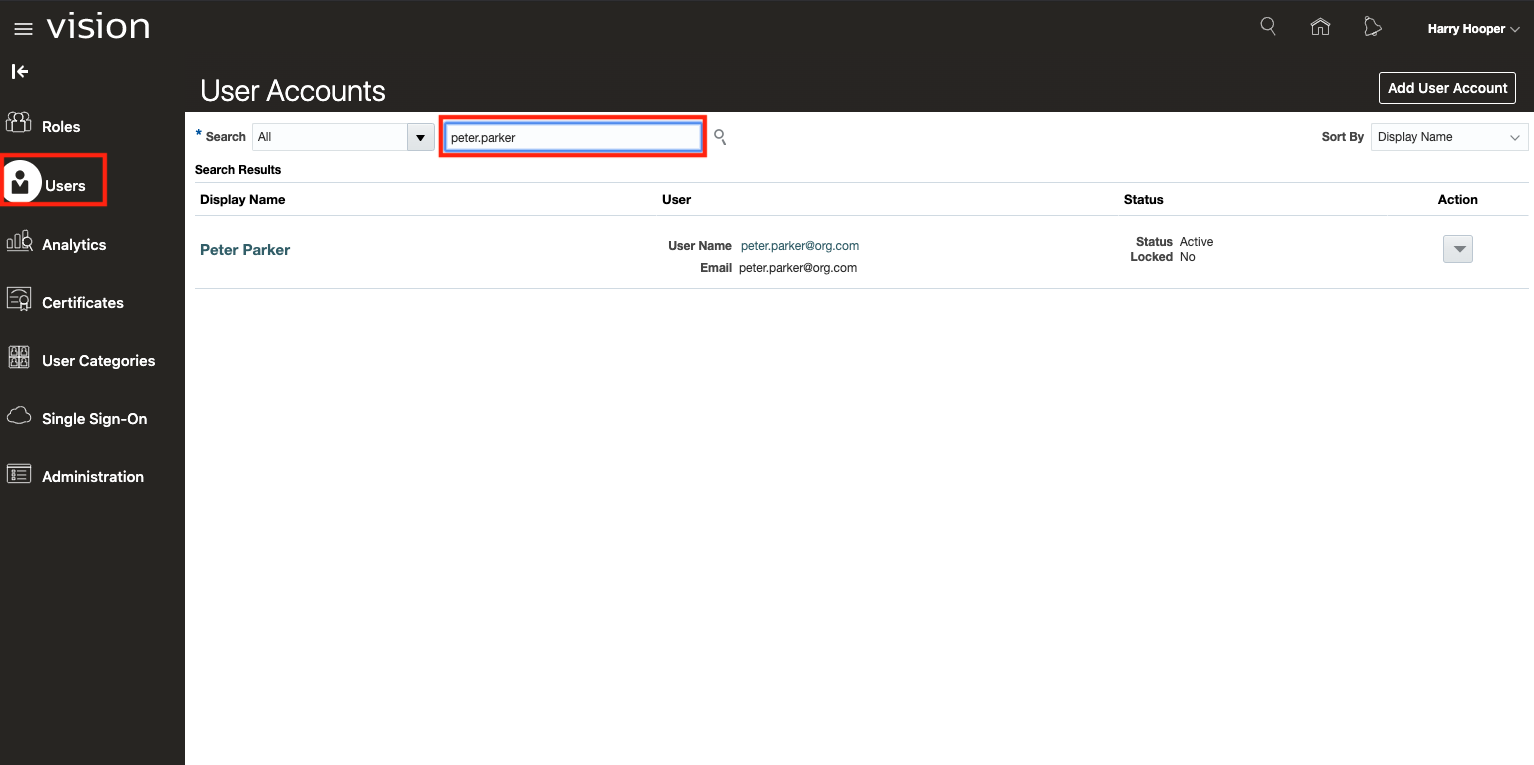 vision
Harry Hooper
User Accounts
Add User Account
Roles
Users
Analytics
Certificates
User Categories
Single Sign-On
Administration
* Search All peter.parker Sort By Display Name
Search Results
Display Name User Status Action
Peter Parker
User Name peter.parker@org.com
Email peter.parker@org.com
Status Active
Locked No